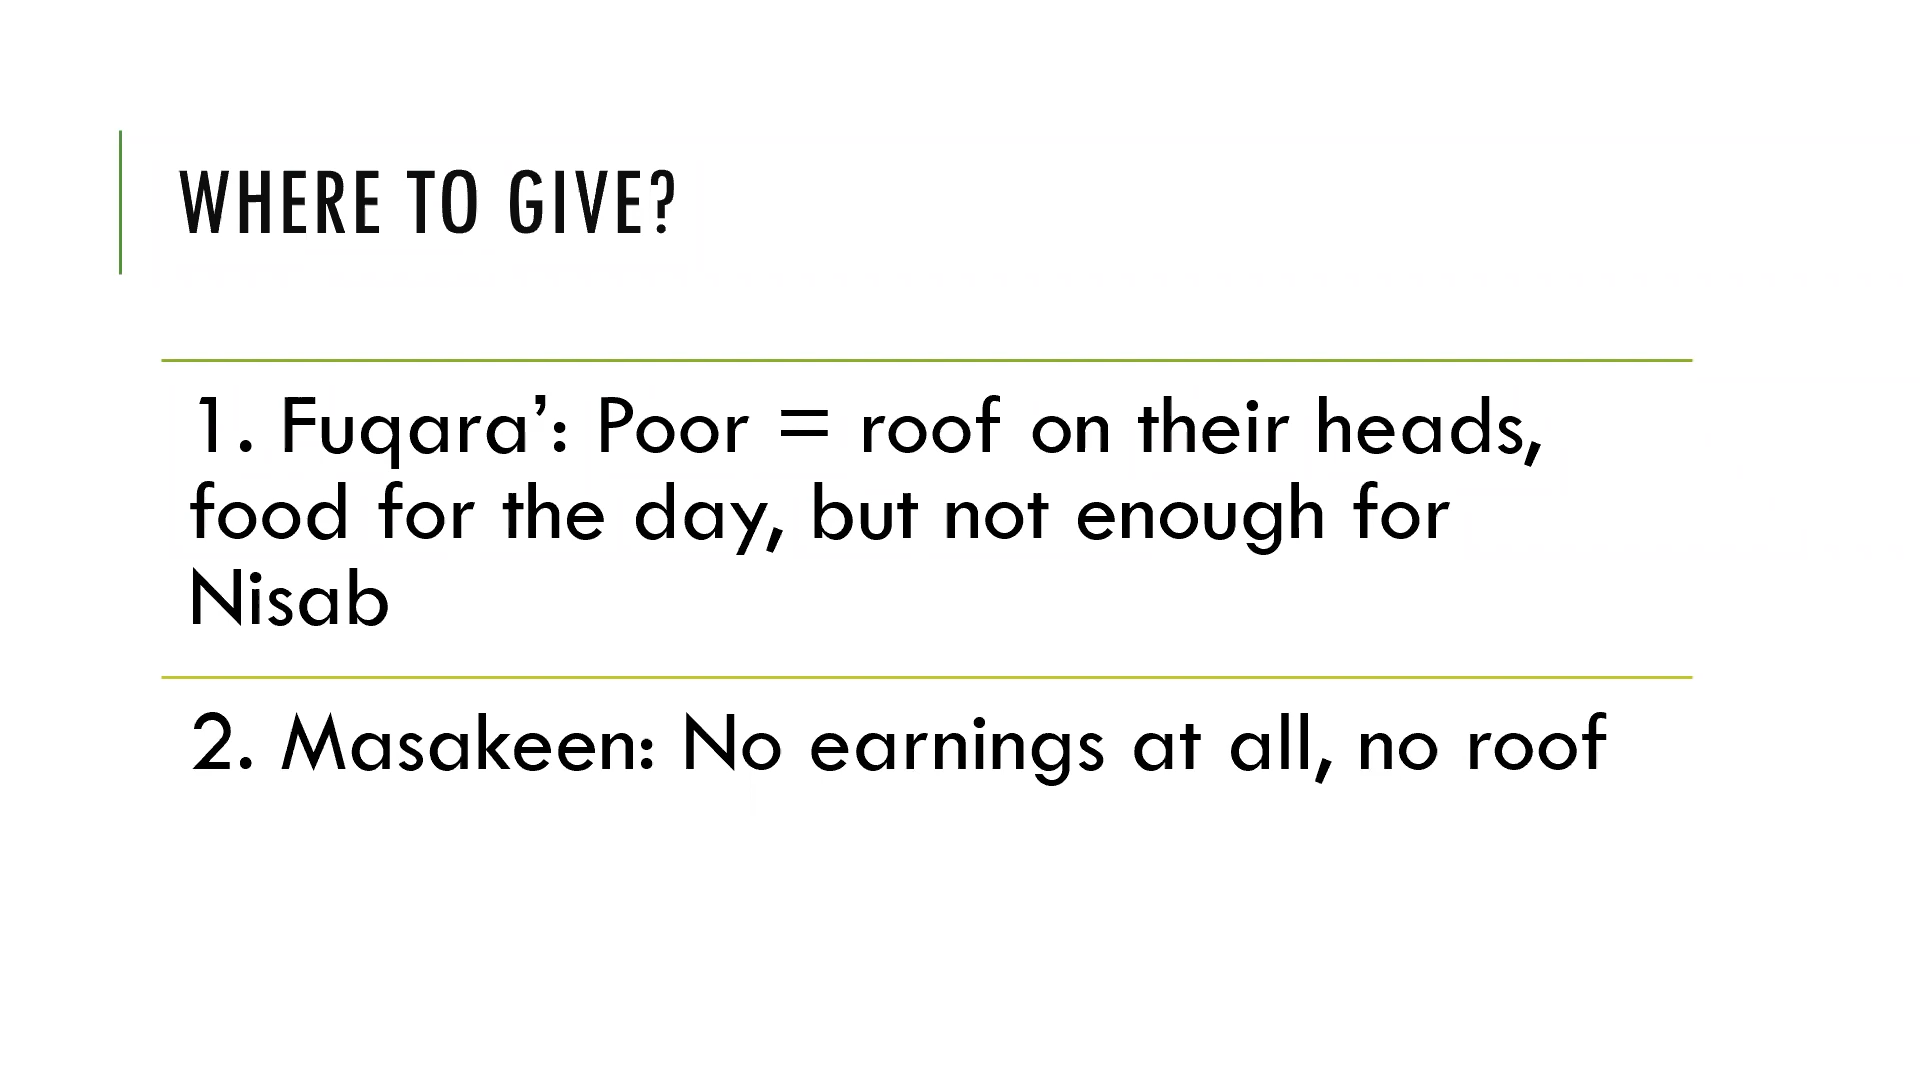 WHERE TO GIVE?
1. Fuqara’: Poor = roof on their heads,
food for the day, but not enough for
Nisab
2. Masakeen: No earnings at all, no roof